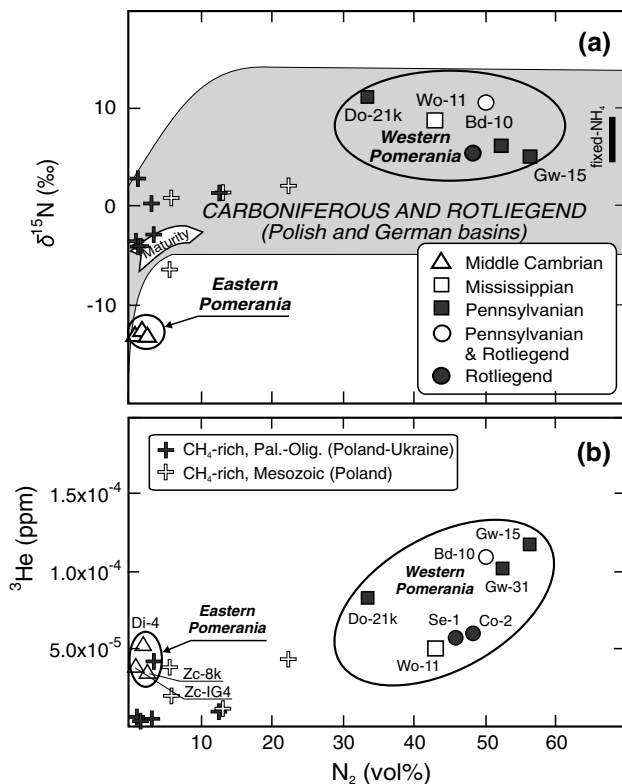 (a)
10
0
-10
δ¹⁵N (‰)
Do-21k
Wo-11
Bd-10
Western
Pomerania
Gw-15
fixed-NH₄
CARBONIFEROUS AND ROTLIEGEND
(Polish and German basins)
Maturity
Eastern
Pomerania
Middle Cambrian
Mississippian
Pennsylvanian
Pennsylvanian
& Rotliegend
Rotliegend
(b)
CH₄-rich, Pal.-Olig. (Poland-Ukraine)
CH₄-rich, Mesozoic (Poland)
1.5x10⁻⁴
1.0x10⁻⁴
5.0x10⁻⁵
³He (ppm)
Gw-15
Bd-10
Western
Pomerania
Gw-31
Do-21k
Se-1
Co-2
Wo-11
Di-4
Eastern
Pomerania
Zc-8k
Zc-IG4
10
20
30
40
50
60
N₂ (vol%)